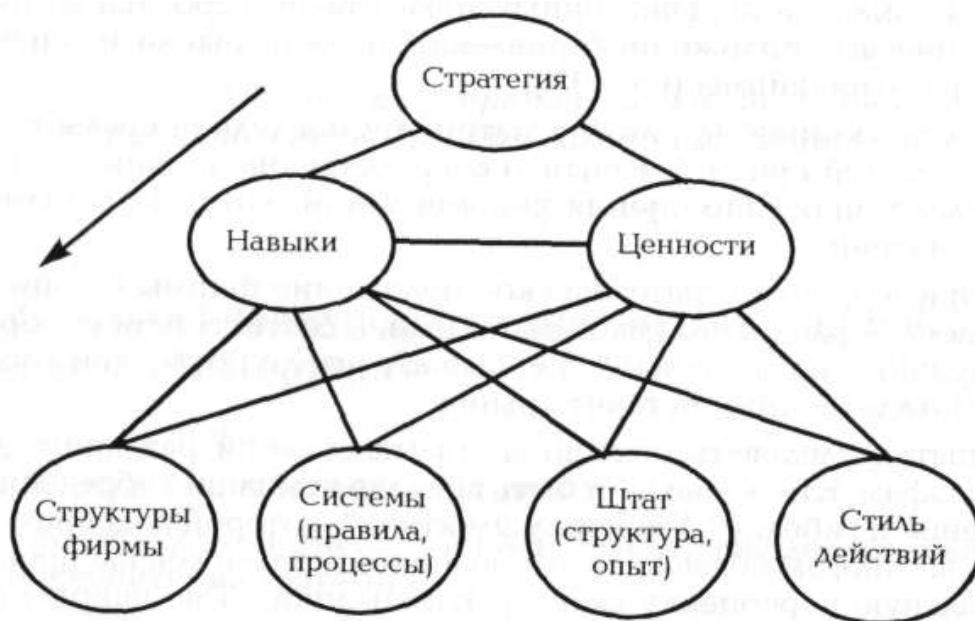 Стратегия
Навыки
Ценности
Структуры
фирмы
Системы
(правила,
процессы)
Штат
(структура,
опыт)
Стиль
действий